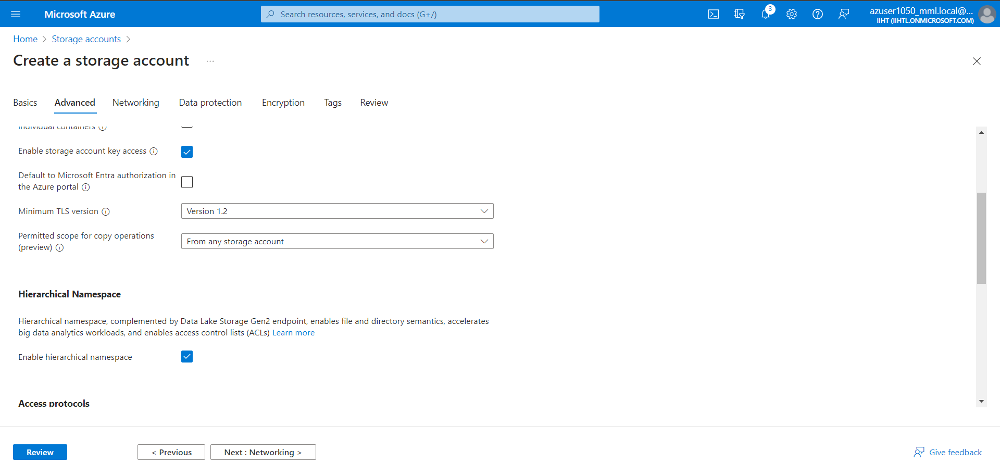 Microsoft Azure
Search resources, services, and docs (G+/)
3
azuser1050_mml.local@...
IIHT (IIHTL.ONMICROSOFT.COM)
Home > Storage accounts >
Create a storage account ...
Basics Advanced Networking Data protection Encryption Tags Review
individual containers
Enable storage account key access
Default to Microsoft Entra authorization in
the Azure portal
Minimum TLS version
Version 1.2
Permitted scope for copy operations
(preview)
From any storage account
Hierarchical Namespace
Hierarchical namespace, complemented by Data Lake Storage Gen2 endpoint, enables file and directory semantics, accelerates
big data analytics workloads, and enables access control lists (ACLs) Learn more
Enable hierarchical namespace
Access protocols
Review
< Previous
Next : Networking >
Give feedback